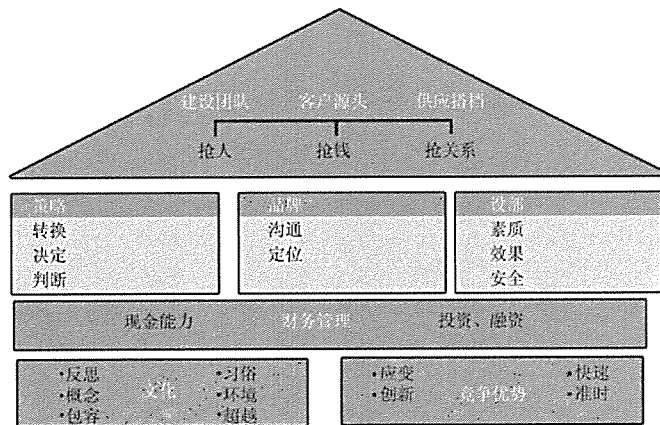 建设团队 客户源头 供应搭档
抢人 抢钱 抢关系
策略 品牌 设部
转换 沟通 素质
决定 定位 效果
判断 安全
现金能力 财务管理 投资、融资
•反思 文化 •习俗 •应变 竞争优势 •快速
•概念 •环境 •创新 •准时
•包容 •超越